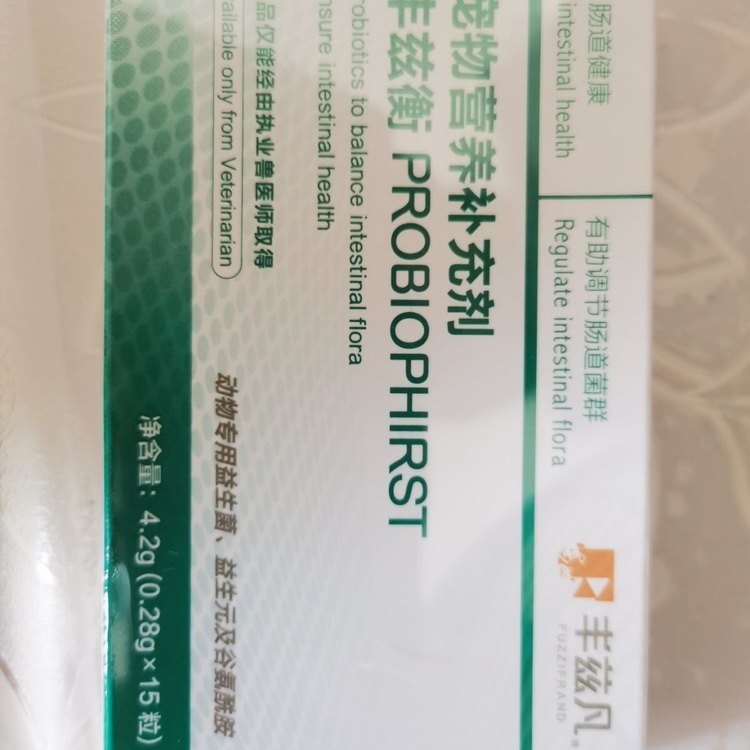 肠道健康
intestinal health
有助调节肠道菌群
Regulate intestinal flora
丰兹凡®
FUZZIPRAND
宠物营养补充剂
丰兹衡 PROBIOPHIRST
robiotics to balance intestinal flora
nsure intestinal health
品仅能经由执业兽医师取得
ailable only from Veterinarian
动物专用益生菌、益生元及谷氨酰胺
净含量：4.2g (0.28g×15粒)